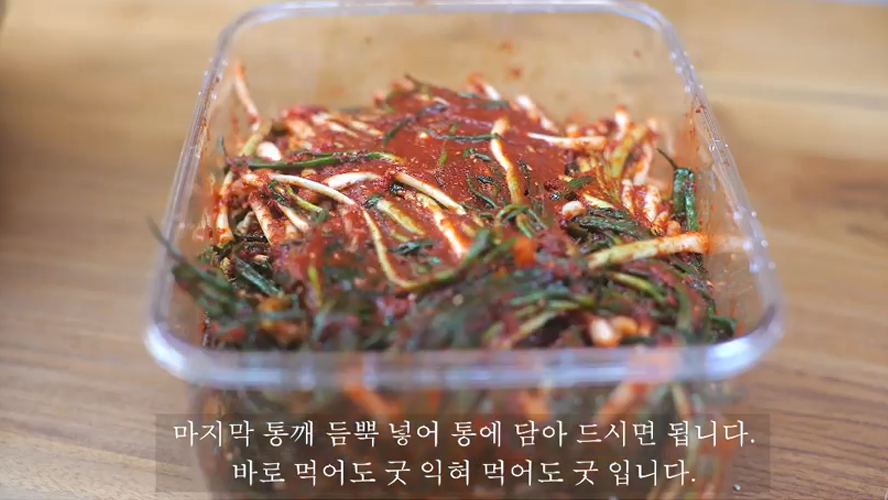 마지막 통깨 듬뿍 넣어 통에 담아 드시면 됩니다.
바로 먹어도 굿 익혀 먹어도 굿 입니다.